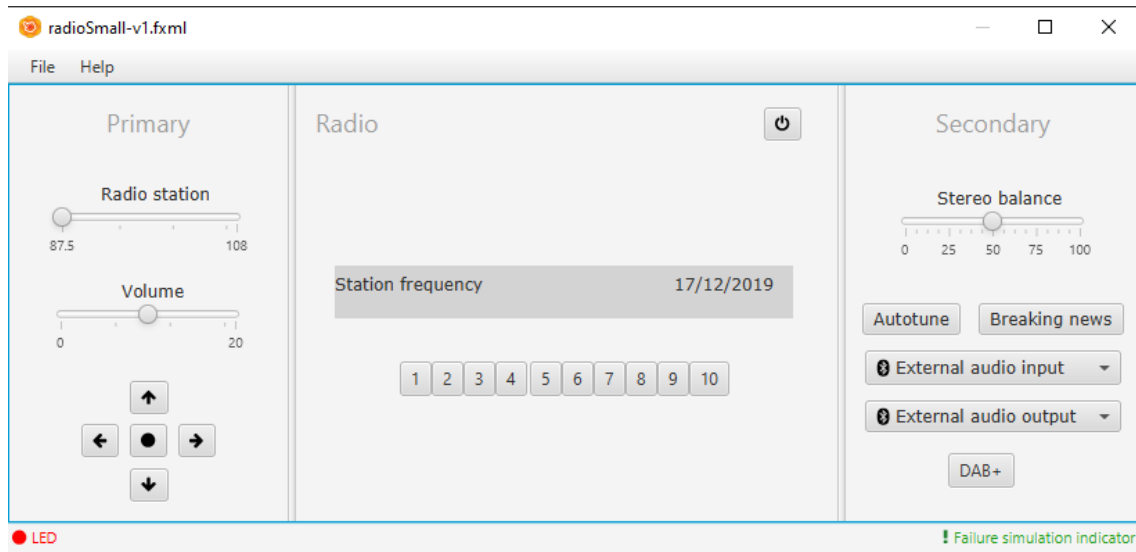 radioSmall-v1.fxml
File Help
Primary
Radio station
87.5 108
Volume
0 20
Radio
Station frequency 17/12/2019
1 2 3 4 5 6 7 8 9 10
Secondary
Stereo balance
0 25 50 75 100
Autotune Breaking news
External audio input
External audio output
DAB+
LED
! Failure simulation indicator